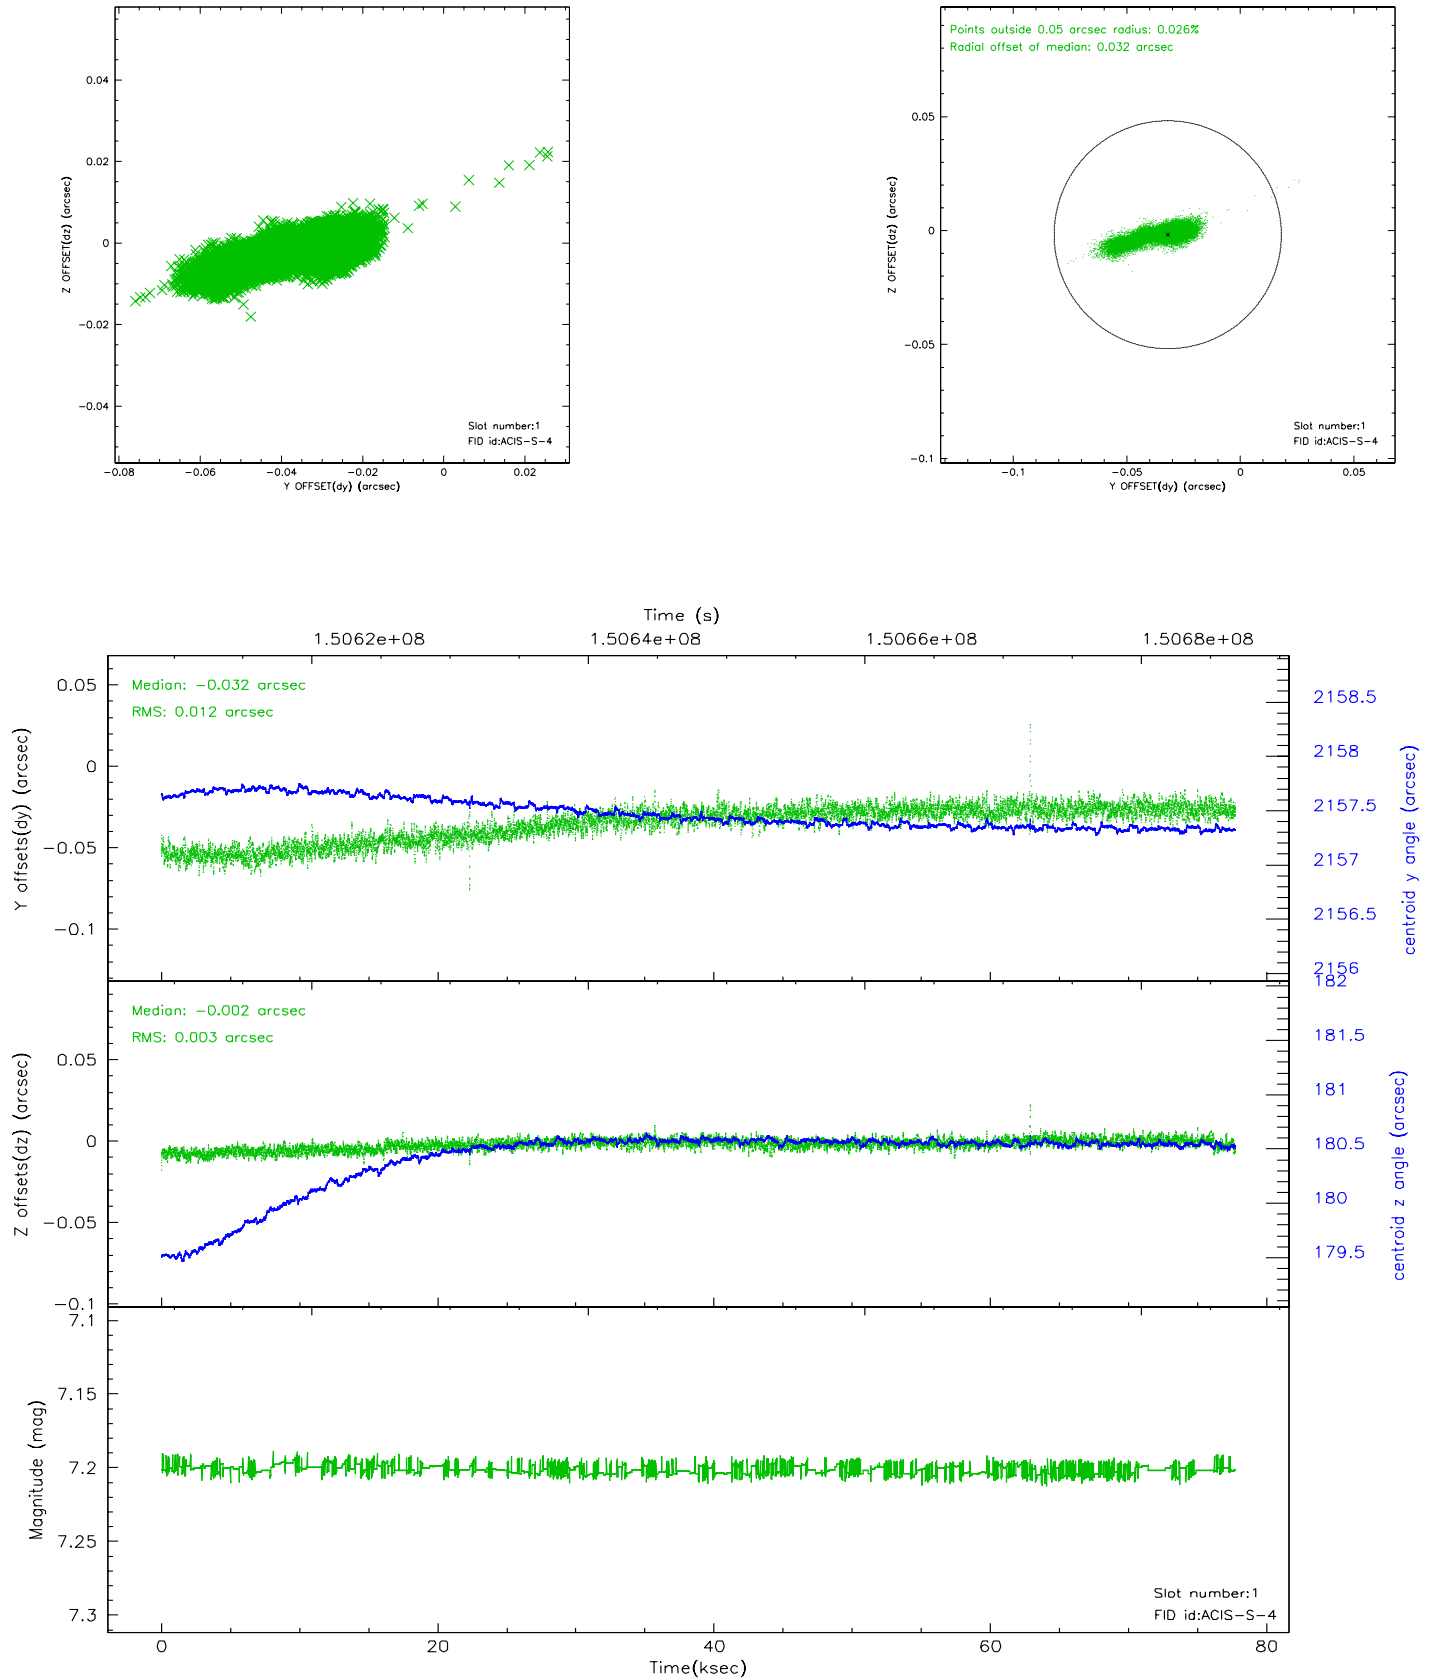 0.04
0.02
0
−0.02
−0.04
Z OFFSET(dz) (arcsec)
−0.08
−0.06
−0.04
−0.02
0
0.02
Y OFFSET(dy) (arcsec)
Slot number:1
FID id:ACIS−S−4
Points outside 0.05 arcsec radius: 0.026%
Radial offset of median: 0.032 arcsec
0.05
0
−0.05
−0.1
Z OFFSET(dz) (arcsec)
−0.1
−0.05
0
0.05
Y OFFSET(dy) (arcsec)
Slot number:1
FID id:ACIS−S−4
Time (s)
1.5062e+08
1.5064e+08
1.5066e+08
1.5068e+08
Median: −0.032 arcsec
RMS: 0.012 arcsec
0.05
0
−0.05
−0.1
Y offsets(dy) (arcsec)
2158.5
2158
2157.5
2157
2156.5
2156
centroid y angle (arcsec)
Median: −0.002 arcsec
RMS: 0.003 arcsec
0.05
0
−0.05
−0.1
Z offsets(dz) (arcsec)
182
181.5
181
180.5
180
179.5
centroid z angle (arcsec)
7.1
7.15
7.2
7.25
7.3
Magnitude (mag)
Slot number:1
FID id:ACIS−S−4
0
20
40
60
80
Time(ksec)